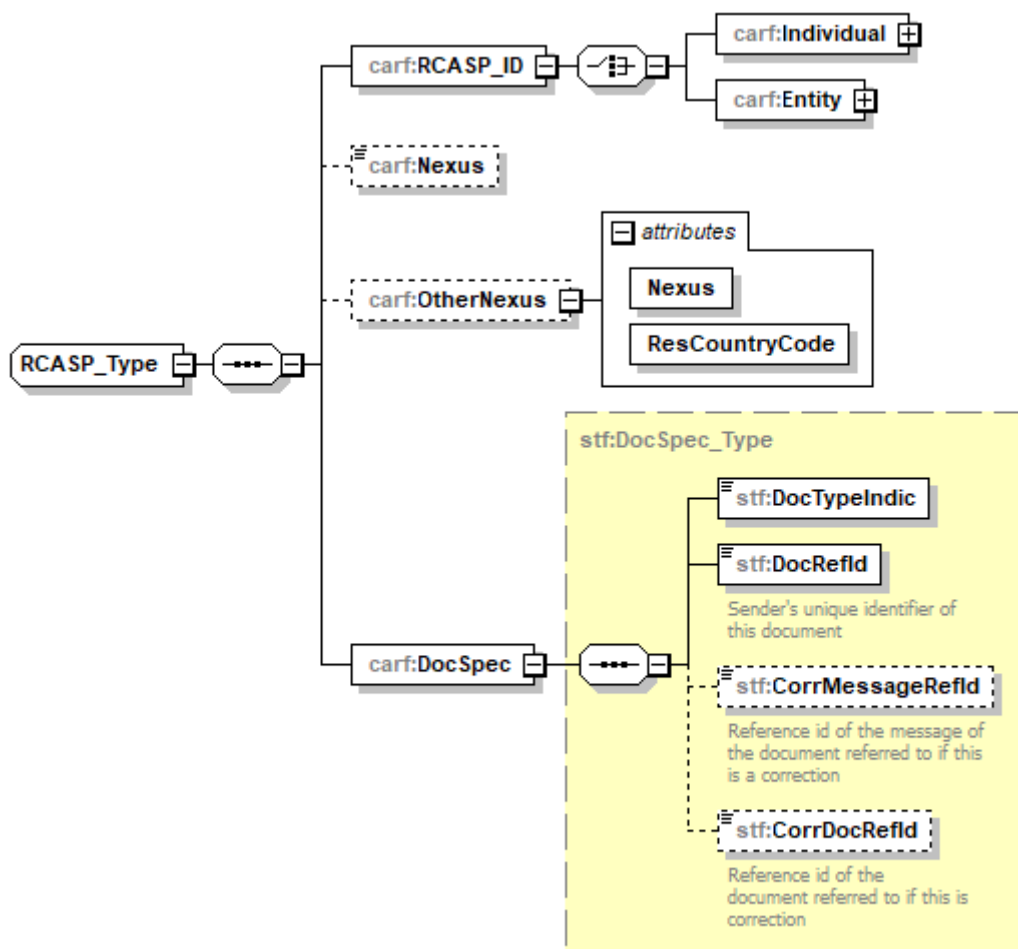 carf:Individual
carf:RCASP_ID
carf:Entity
carf:Nexus
attributes
Nexus
carf:OtherNexus
ResCountryCode
RCASP_Type
stf:DocSpec_Type
stf:DocTypeIndic
stf:DocRefId
Sender's unique identifier of
this document
carf:DocSpec
stf:CorrMessageRefId
Reference id of the message of
the document referred to if this
is a correction
stf:CorrDocRefId
Reference id of the
document referred to if this is
correction